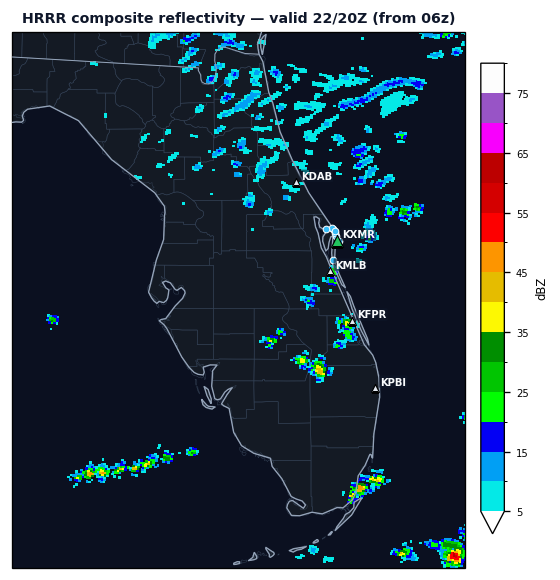 HRRR composite reflectivity — valid 22/20Z (from 06z)
75
65
55
45
35
25
15
5
dBZ
KDAB
KXMR
KMLB
KFPR
KPBI